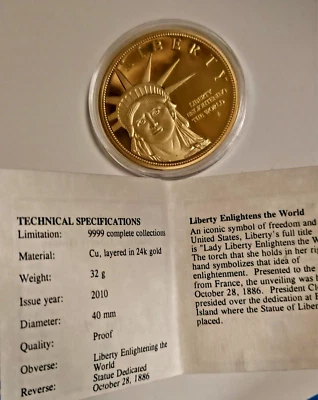 LIBERTY
LIBERTY
ENLIGHTENING
THE WORLD
TECHNICAL SPECIFICATIONS
Limitation: 9999 complete collections
Material: Cu, layered in 24k gold
Weight: 32 g
Issue year: 2010
Diameter: 40 mm
Quality: Proof
Obverse: Liberty Enlightening the
World
Reverse: Statue Dedicated
October 28, 1886
Liberty Enlightens the World
An iconic symbol of freedom and
United States, Liberty's full title
is "Lady Liberty Enlightens the W
The torch that she holds in her rig
hand symbolizes that idea of
enlightenment. Presented to the
from France, the unveiling was h
October 28, 1886. President Cl
presided over the dedication at B
Island where the Statue of Liber
placed.